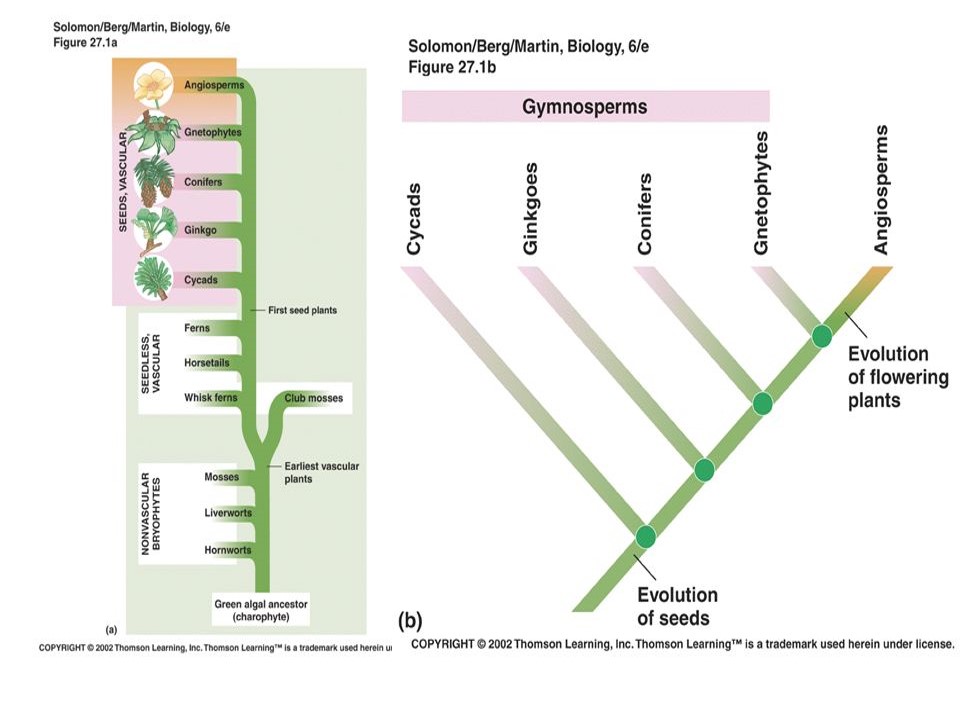 Solomon/Berg/Martin, Biology, 6/e
Figure 27.1a
Angiosperms
Gnetophytes
Conifers
Ginkgo
Cycads
SEEDS, VASCULAR
First seed plants
Ferns
Horsetails
Whisk ferns
SEEDLESS,
VASCULAR
Club mosses
Earliest vascular
plants
Mosses
Liverworts
Hornworts
NONVASCULAR
BRYOPHYTES
Green algal ancestor
(charophyte)
(a)
COPYRIGHT © 2002 Thomson Learning, Inc. Thomson Learning™ is a trademark used herein
Solomon/Berg/Martin, Biology, 6/e
Figure 27.1b
Gymnosperms
Cycads
Ginkgoes
Conifers
Gnetophytes
Angiosperms
Evolution
of flowering
plants
Evolution
of seeds
(b)
COPYRIGHT © 2002 Thomson Learning, Inc. Thomson Learning™ is a trademark used herein under license.